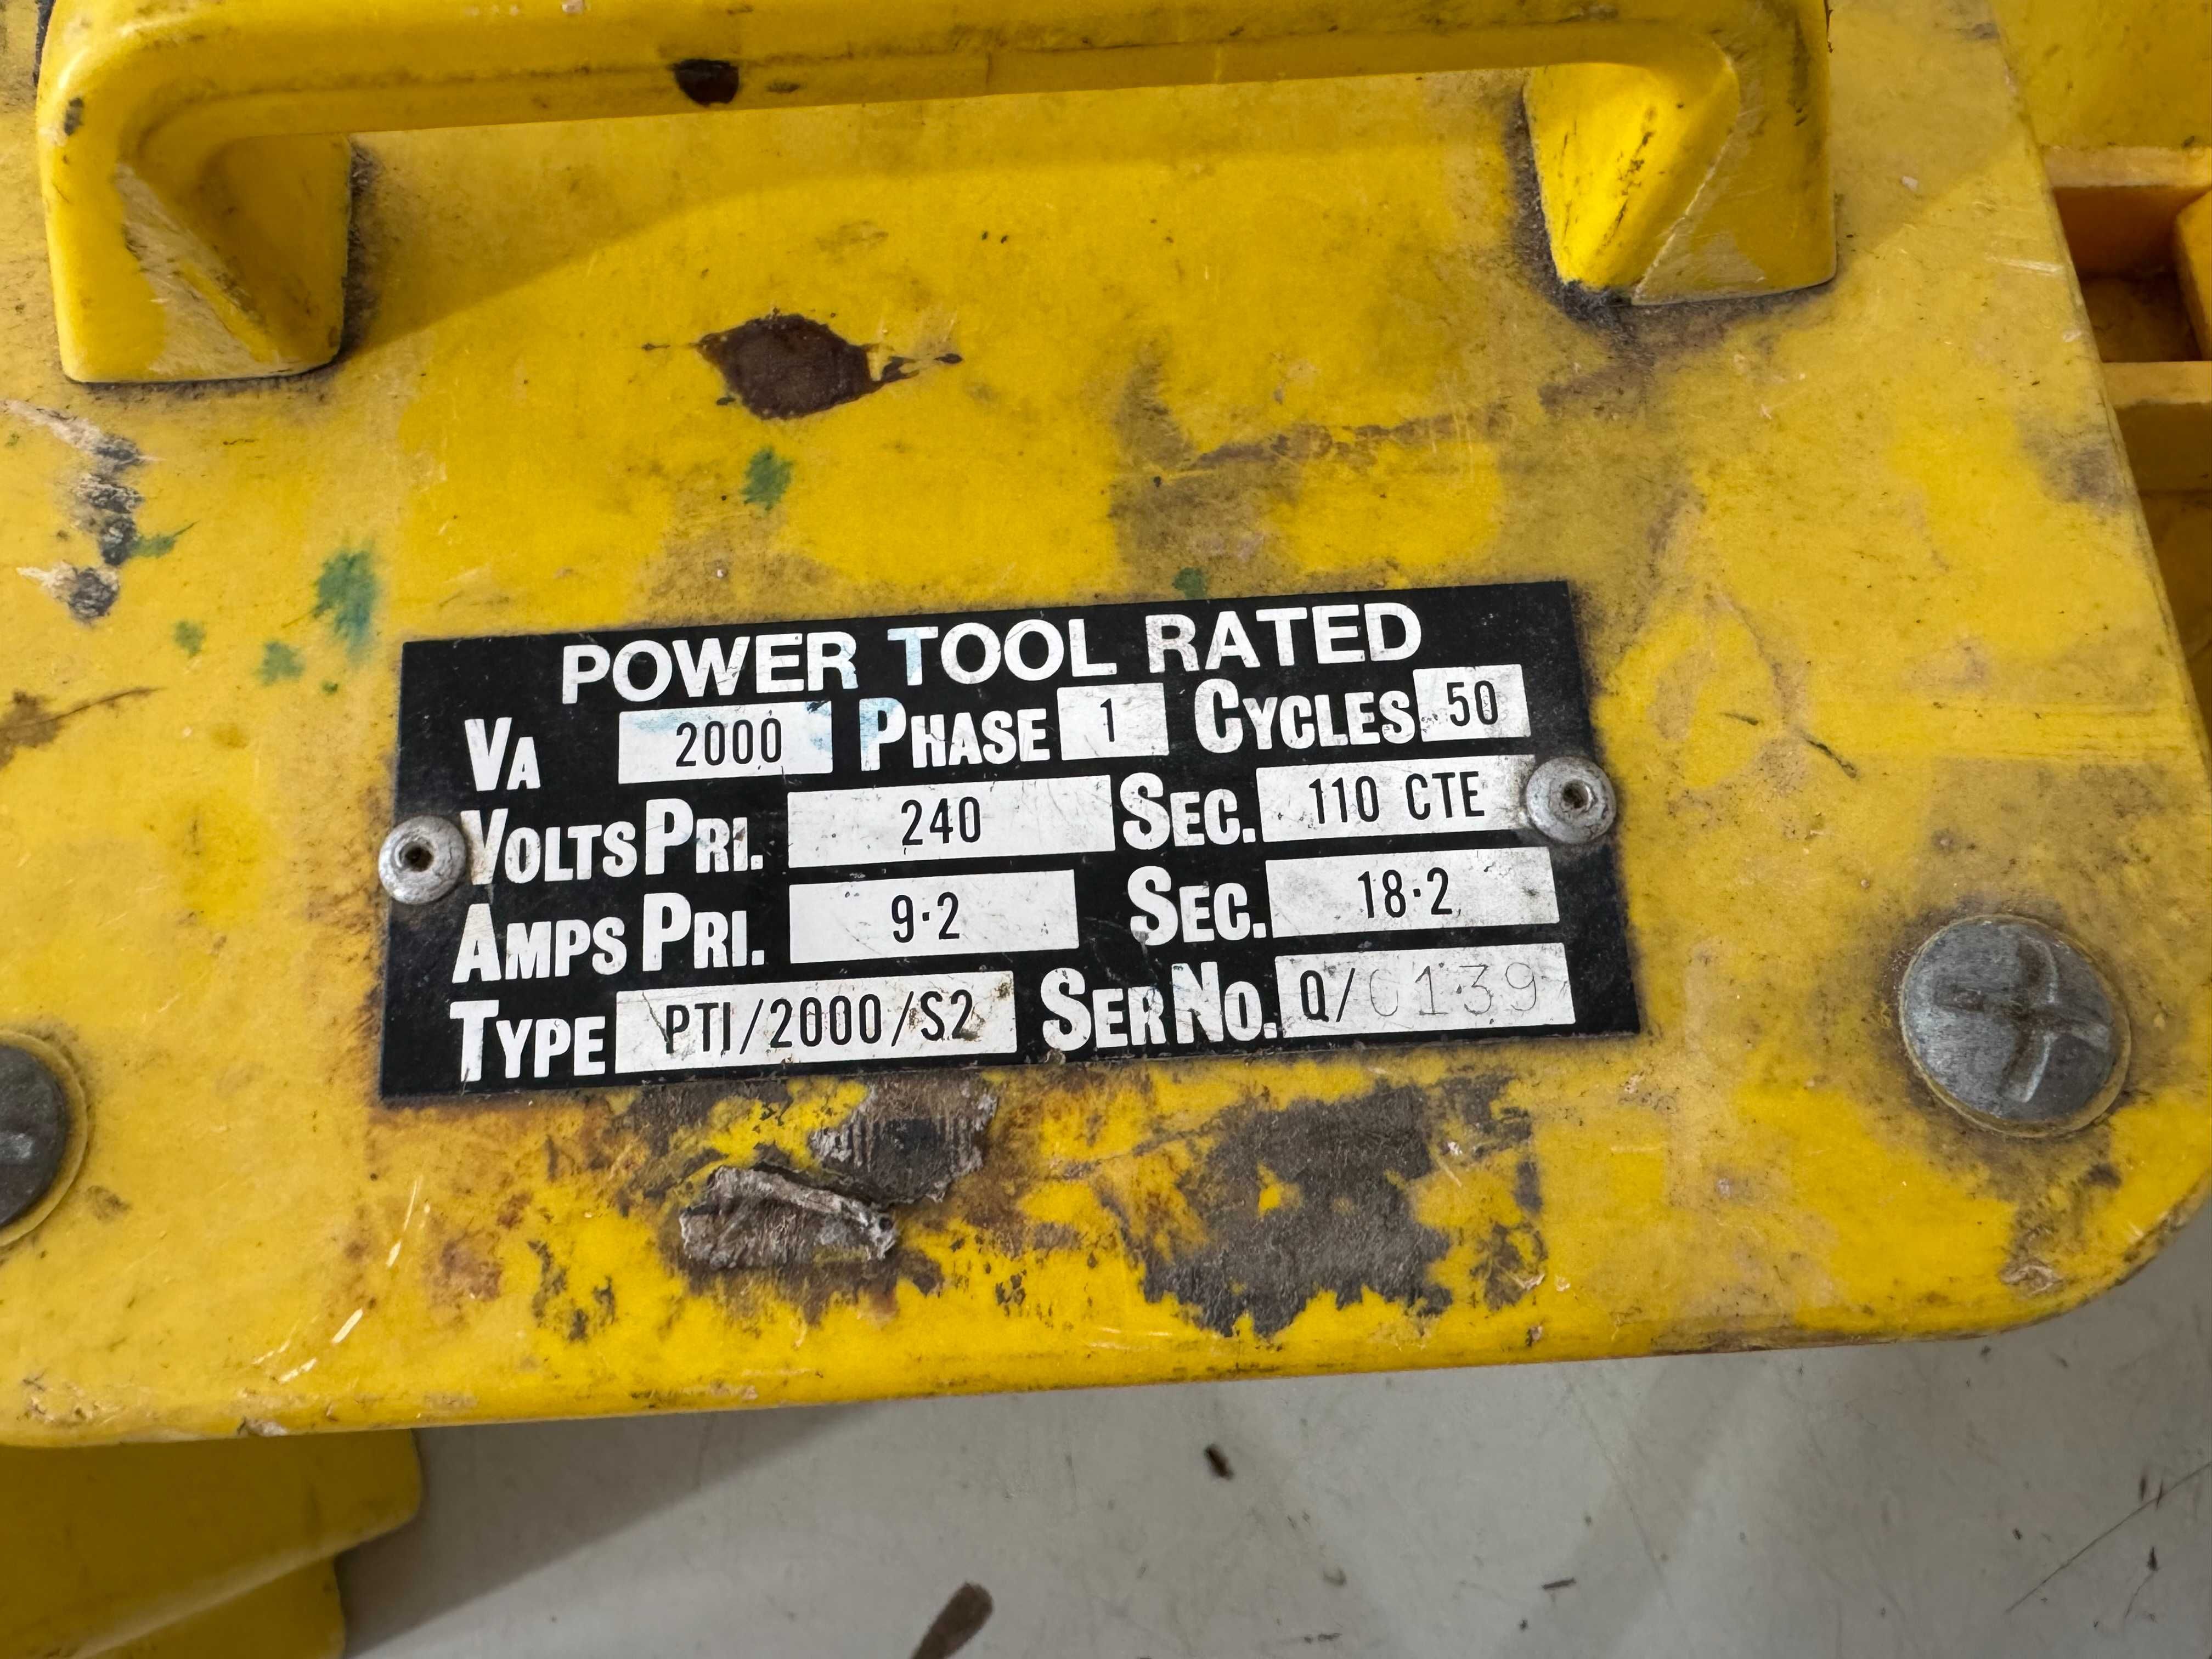 POWER TOOL RATED
VA 2000 PHASE 1 CYCLES 50
VOLTS PRI. 240 SEC. 110 CTE
AMPS PRI. 9·2 SEC. 18·2
TYPE PTI/2000/S2 SER NO. Q/0139